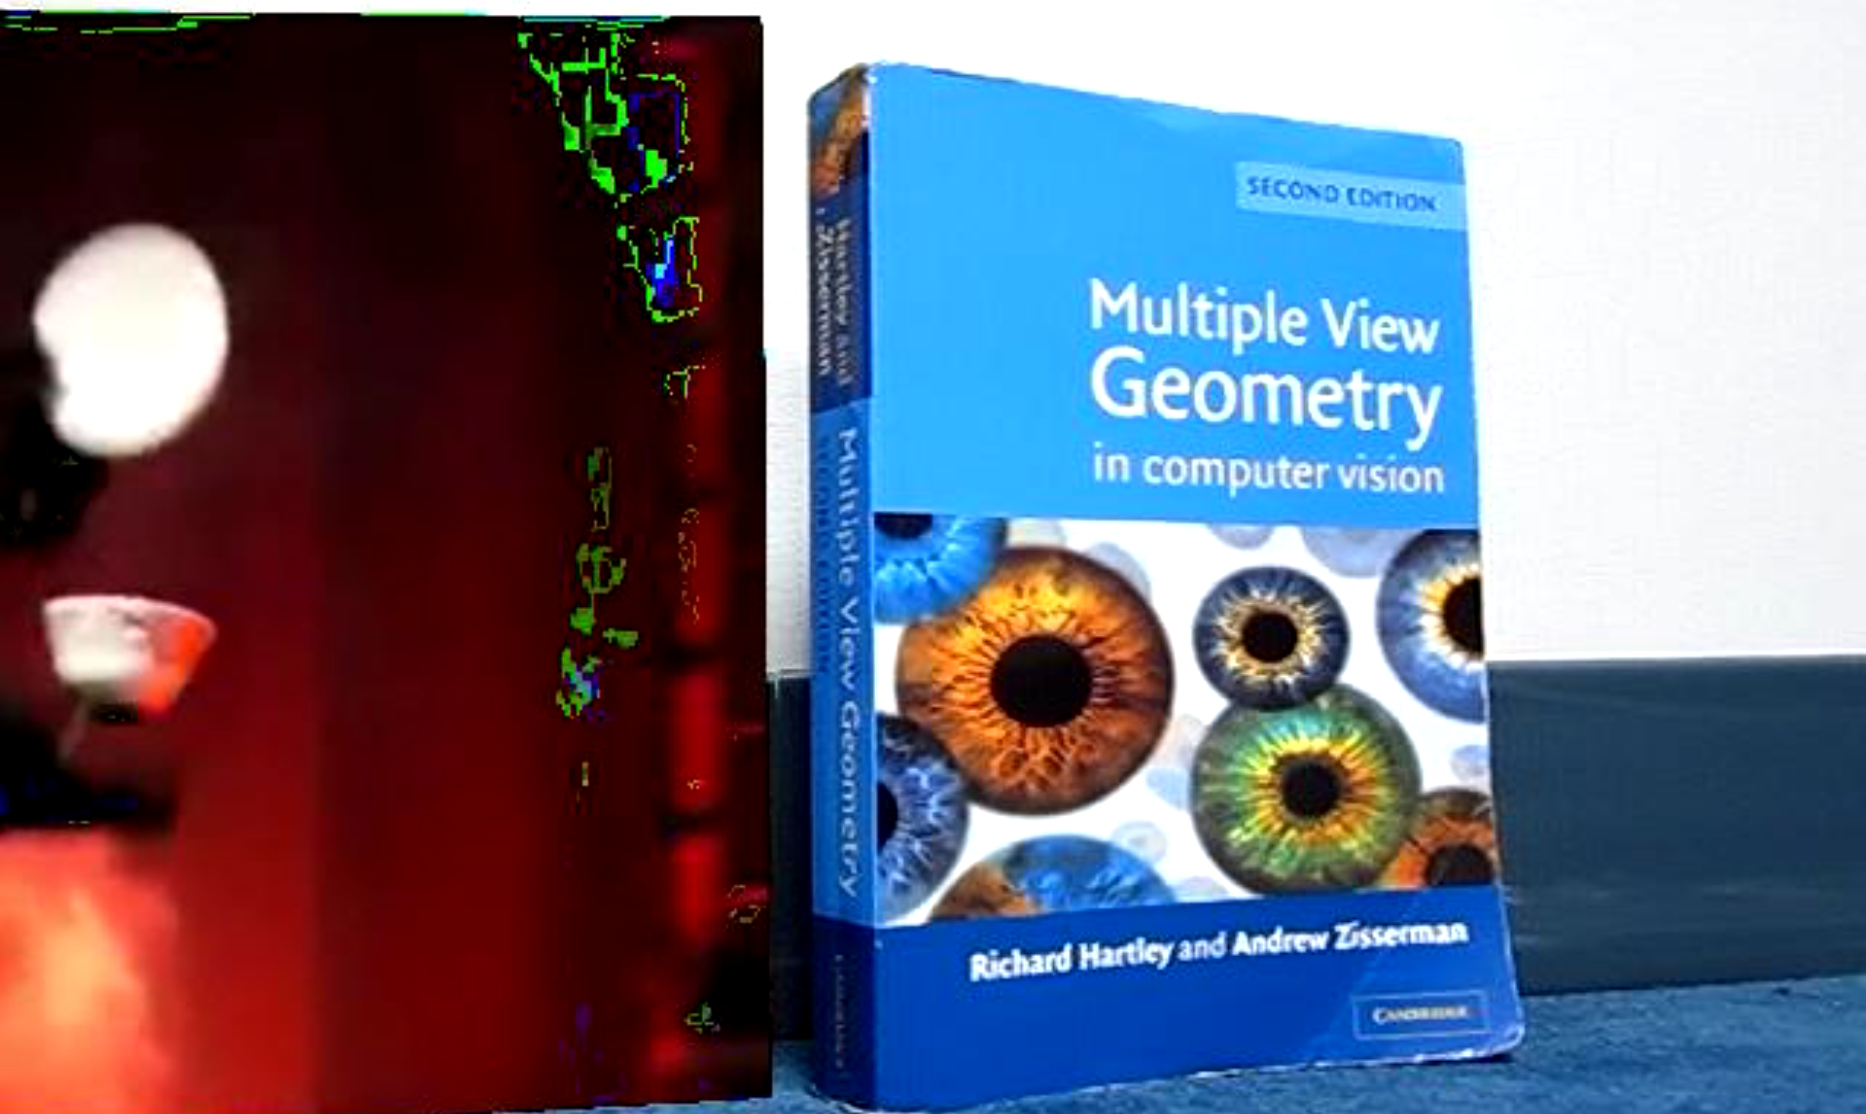 SECOND EDITION
Multiple View
Geometry
in computer vision
Richard Hartley and Andrew Zisserman
CAMBRIDGE
Hartley and
Zisserman
Multiple View Geometry